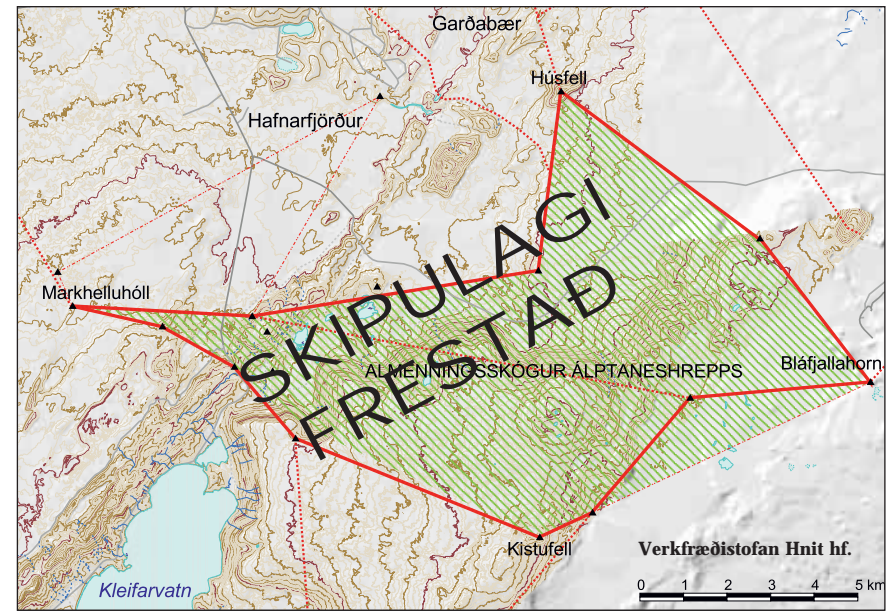 Garðabær
Húsfell
Hafnarfjörður
Markhelluhóll
SKIPULAGI
FRESTAÐ
ALMENNINGSSKÓGUR ÁLPTANESHREPPS
Bláfjallahorn
Kistufell
Verkfræðistofan Hnit hf.
Kleifarvatn
0 1 2 3 4 5 km